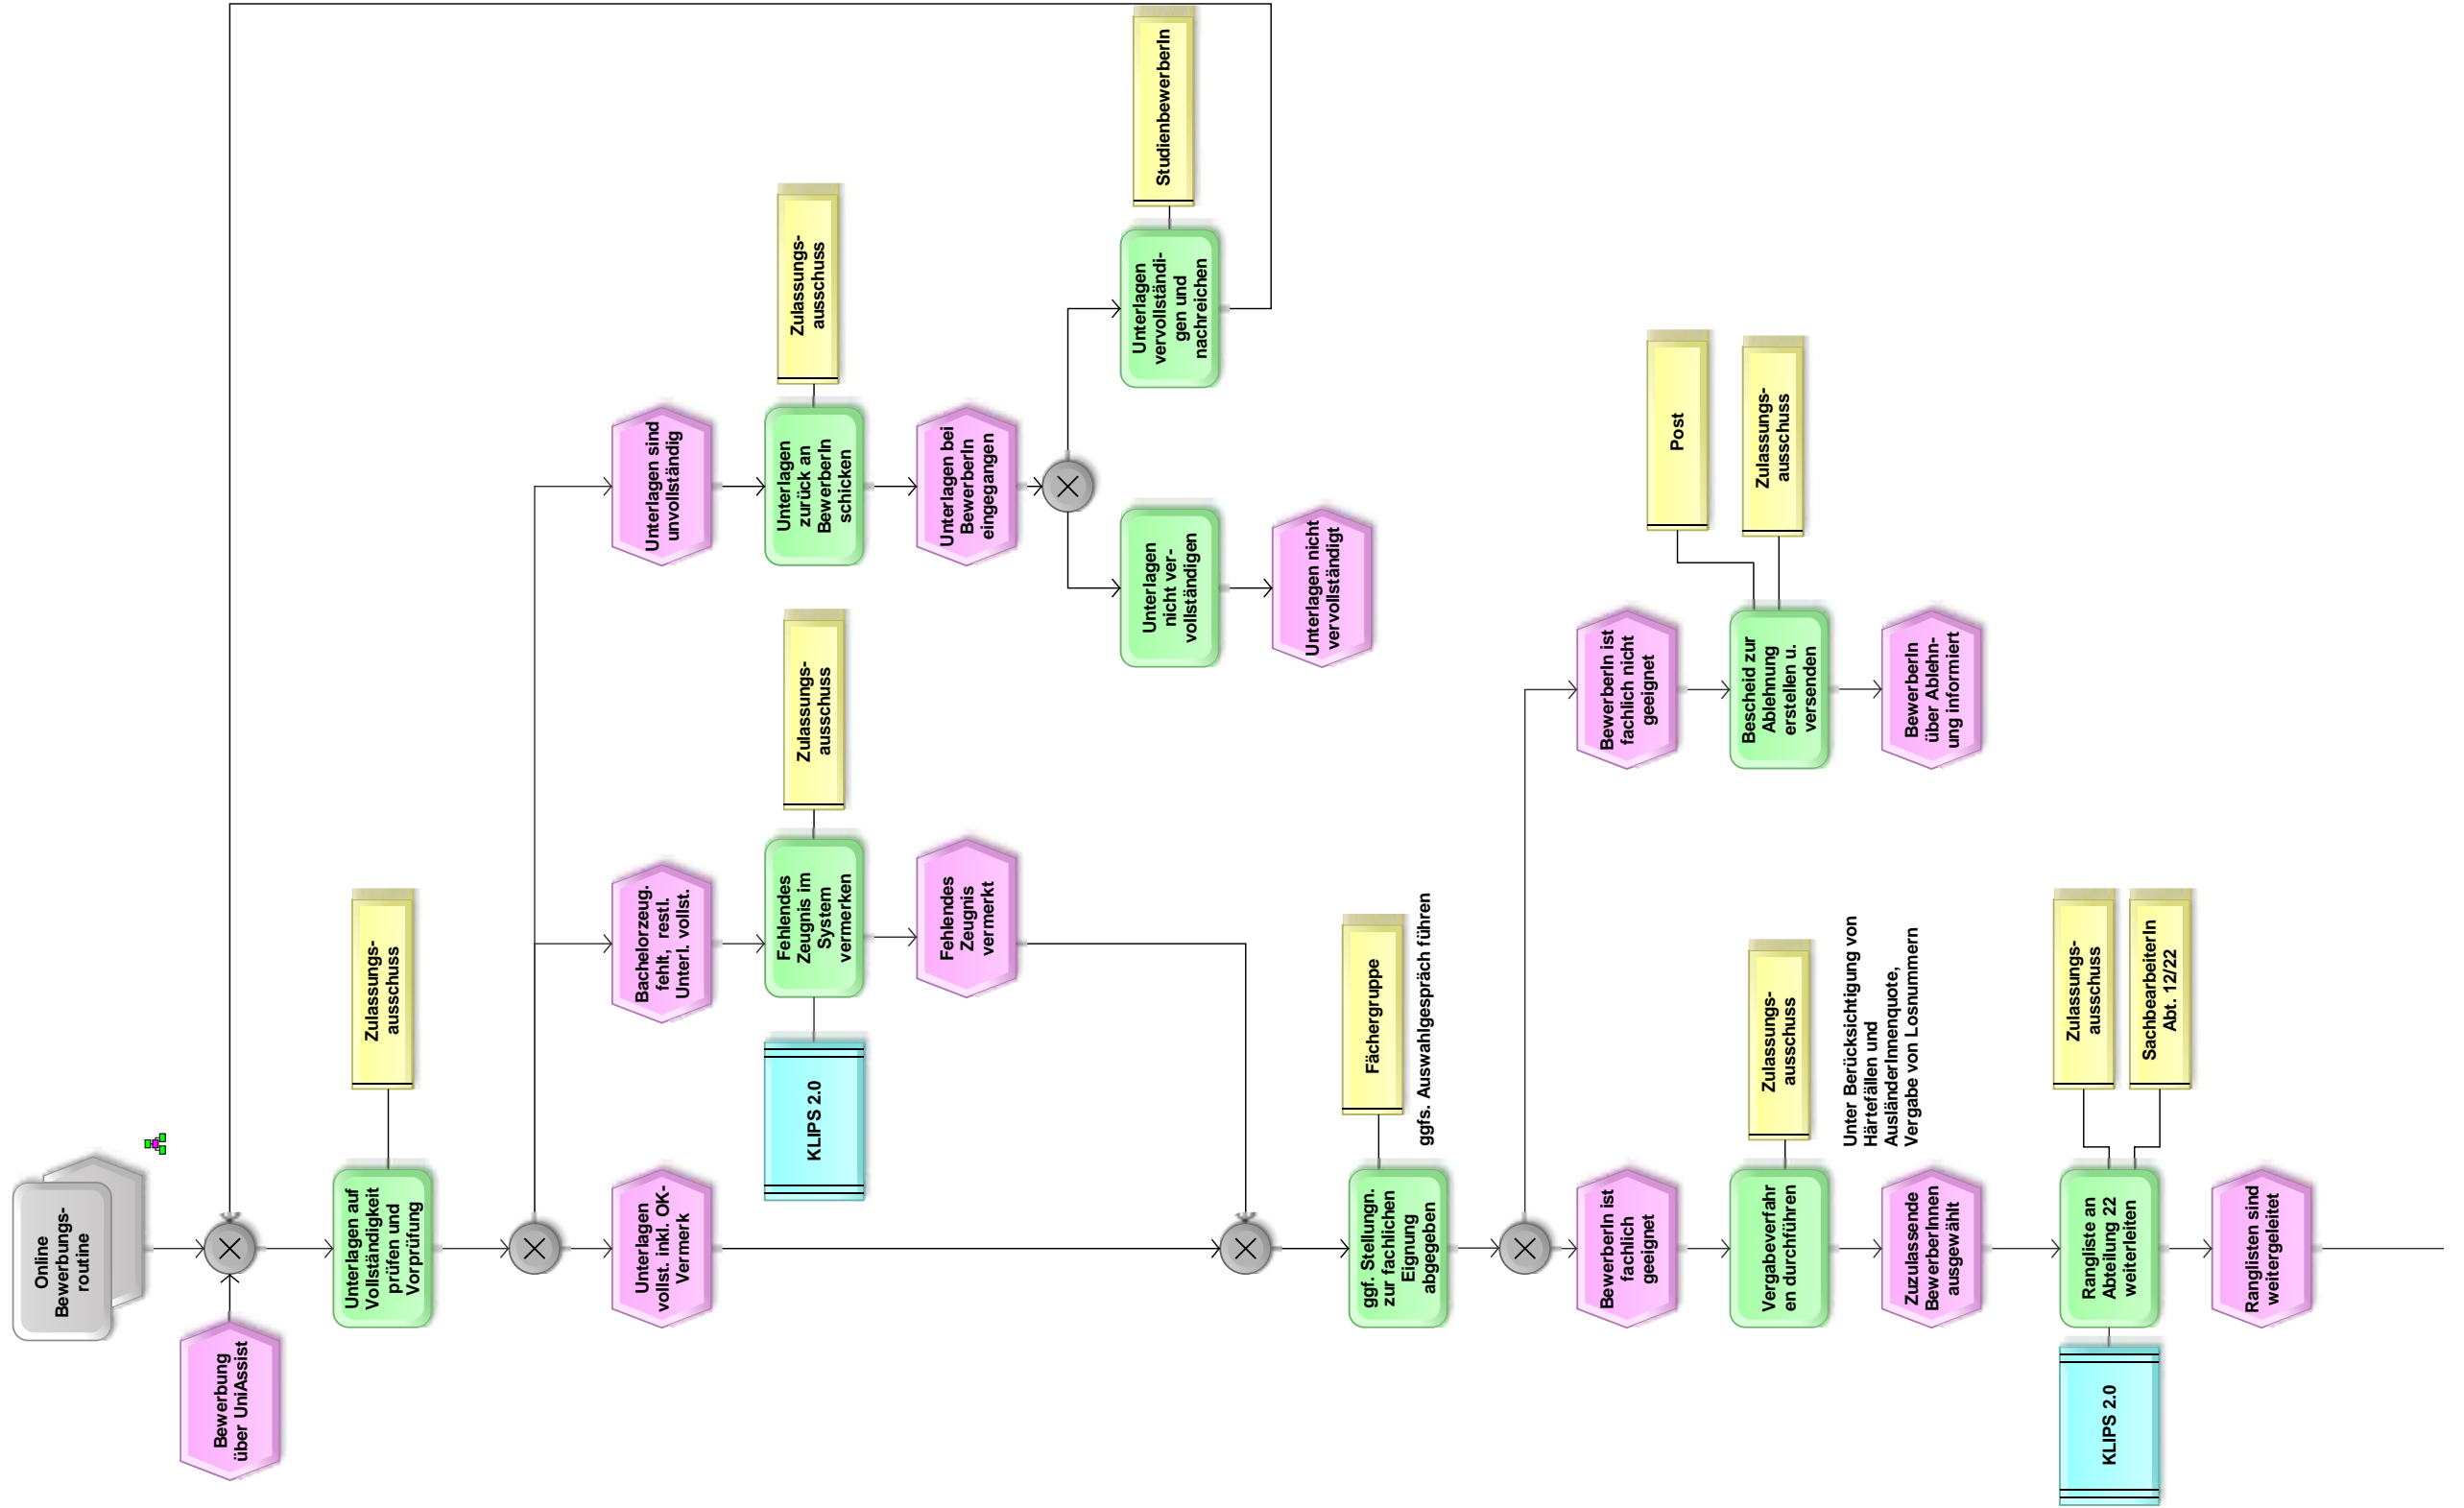 Online
Bewerbungs-
routine
Bewerbung
über UniAssist
Unterlagen auf
Vollständigkeit
prüfen und
Vorprüfung
Zulassungs-
ausschuss
Unterlagen
vollst. inkl. OK-
Vermerk
Bachelorzeug.
fehlt, restl.
Unterl. vollst.
Unterlagen sind
unvollständig
KLIPS 2.0
Fehlendes
Zeugnis im
System
vermerken
Zulassungs-
ausschuss
Unterlagen
zurück an
BewerberIn
schicken
Zulassungs-
ausschuss
Fehlendes
Zeugnis
vermerkt
Unterlagen bei
BewerberIn
eingegangen
Unterlagen
nicht ver-
vollständigen
Unterlagen
vervollständi-
gen und
nachreichen
StudienbewerberIn
Unterlagen nicht
vervollständigt
ggf. Stellungn.
zur fachlichen
Eignung
abgegeben
Fächergruppe
ggfs. Auswahlgespräch führen
BewerberIn ist
fachlich
geeignet
BewerberIn ist
fachlich nicht
geeignet
Vergabeverfahr
en durchführen
Zulassungs-
ausschuss
Unter Berücksichtigung von
Härtefällen und
AusländerInnenquote,
Vergabe von Losnummern
Bescheid zur
Ablehnung
erstellen u.
versenden
Post
Zulassungs-
ausschuss
Zuzulassende
BewerberInnen
ausgewählt
BewerberIn
über Ablehn-
ung informiert
KLIPS 2.0
Rangliste an
Abteilung 22
weiterleiten
Zulassungs-
ausschuss
SachbearbeiterIn
Abt. 12/22
Ranglisten sind
weitergeleitet